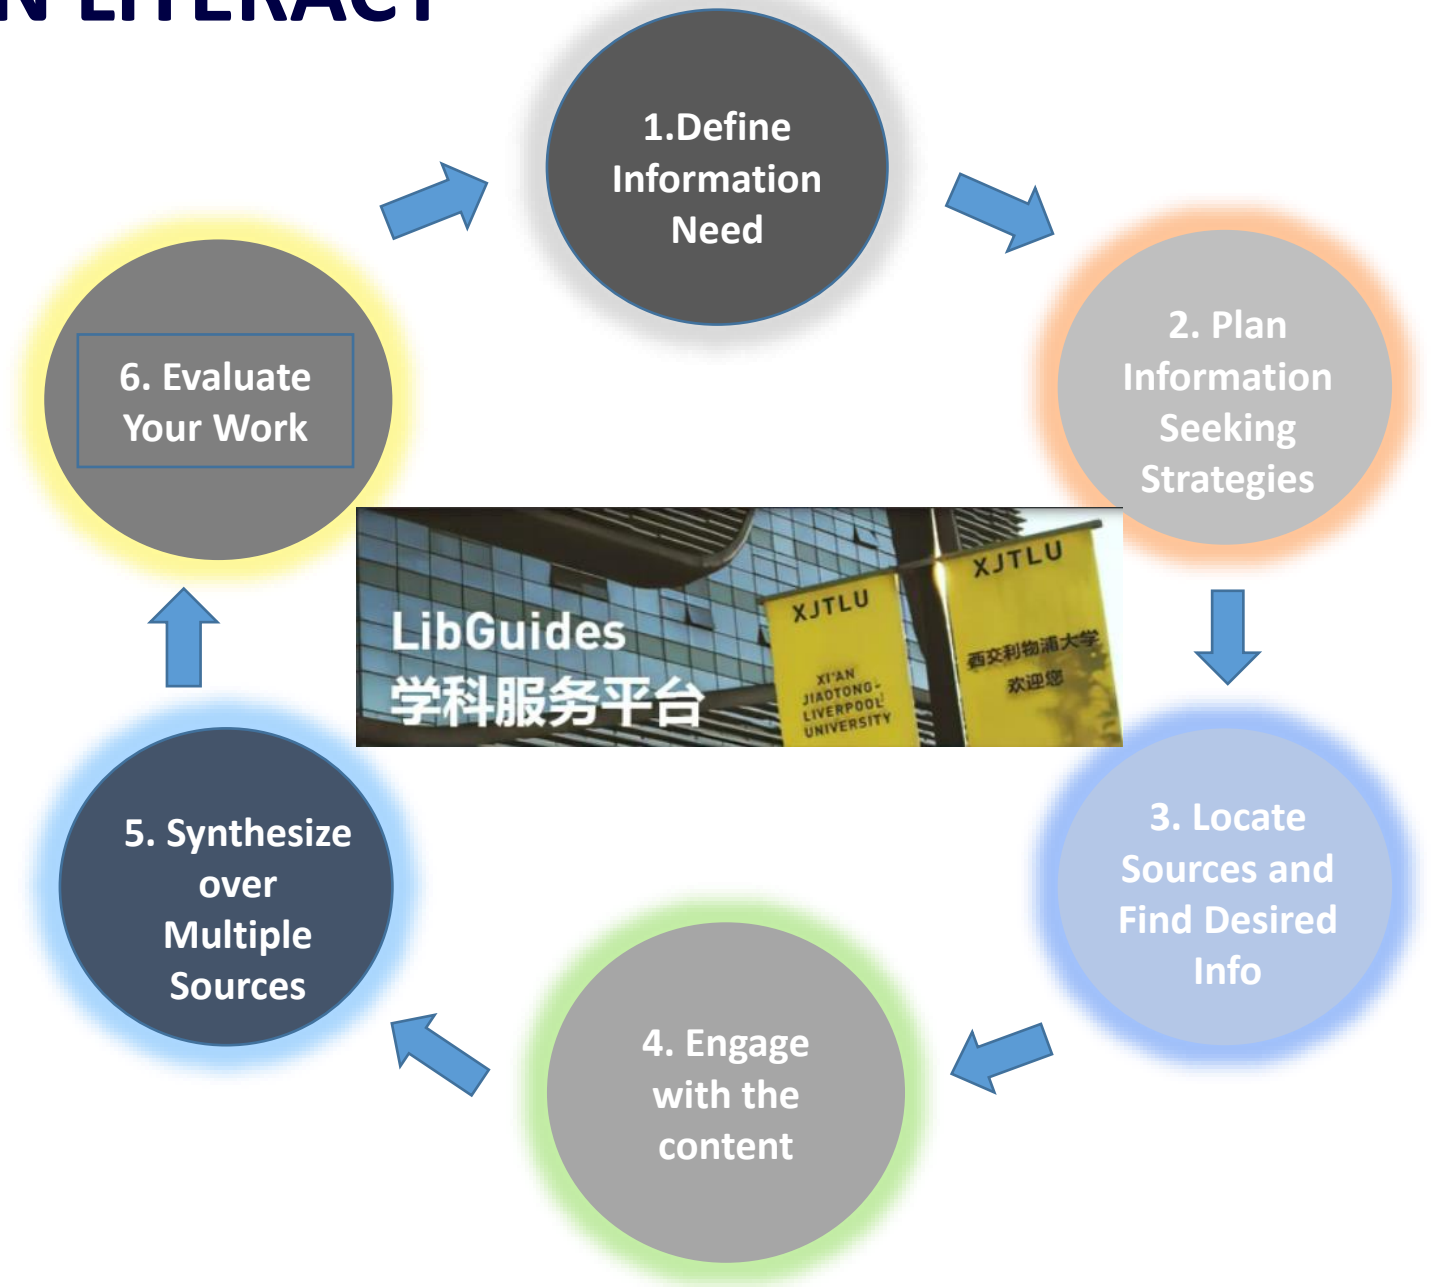 N LITERACY
1.Define
Information
Need
2. Plan
Information
Seeking
Strategies
3. Locate
Sources and
Find Desired
Info
4. Engage
with the
content
5. Synthesize
over
Multiple
Sources
6. Evaluate
Your Work
LibGuides
学科服务平台
XJTLU
XI'AN
JIAOTONG-
LIVERPOOL
UNIVERSITY
XJTLU
西交利物浦大学
欢迎您